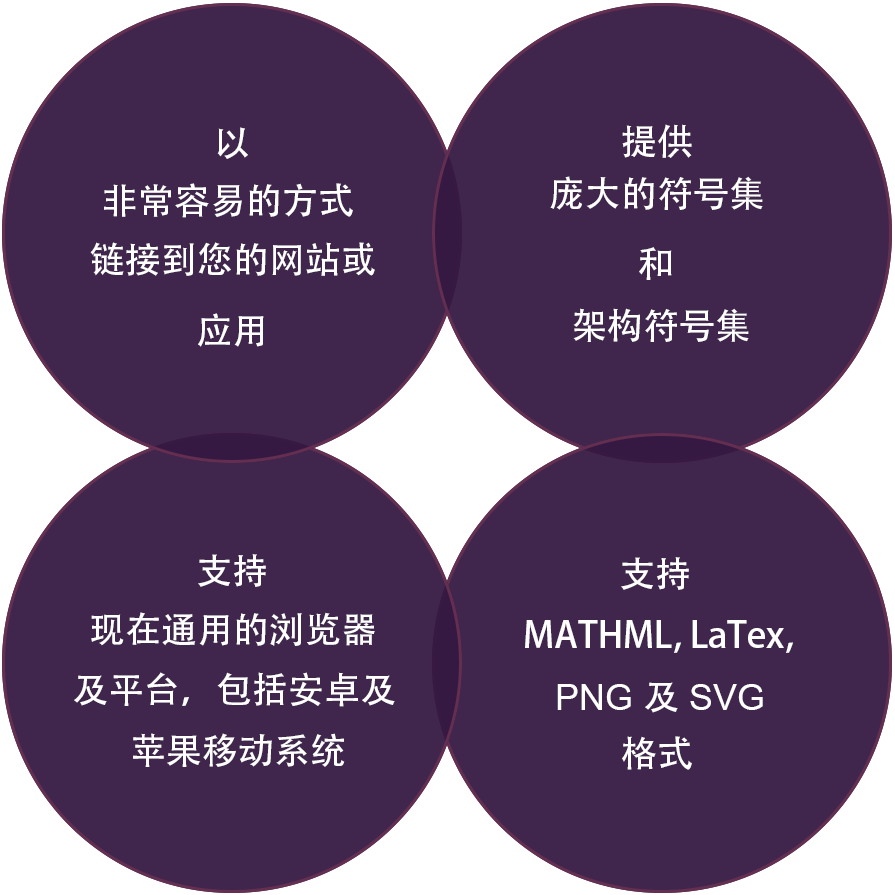 以
非常容易的方式
链接到您的网站或
应用
提供
庞大的符号集
和
架构符号集
支持
现在通用的浏览器
及平台，包括安卓及
苹果移动系统
支持
MATHML, LaTex,
PNG 及 SVG
格式